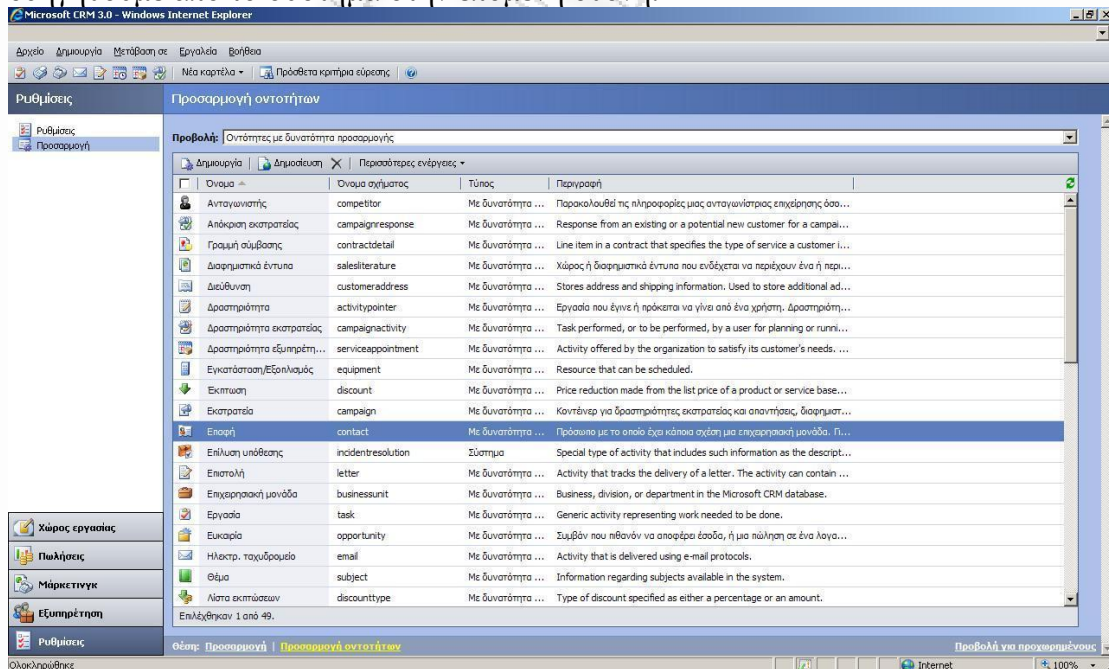 Microsoft CRM 3.0 - Windows Internet Explorer
Αρχείο Δημιουργία Μετάβαση σε Εργαλεία Βοήθεια
Νέα καρτέλα Πρόσθετα κριτήρια εύρεσης
Ρυθμίσεις
Ρυθμίσεις
Προσαρμογή
Προσαρμογή οντοτήτων
Προβολή: Οντότητες με δυνατότητα προσαρμογής
Δημιουργία Δημοσίευση Περισσότερες ενέργειες
Όνομα Όνομα σχήματος Τύπος Περιγραφή
Ανταγωνιστής competitor Με δυνατότητα ... Παρακολουθεί τις πληροφορίες μιας ανταγωνίστριας επιχείρησης όσο...
Απόκριση εκστρατείας campaignresponse Με δυνατότητα ... Response from an existing or a potential new customer for a campai...
Γραμμή σύμβασης contractdetail Με δυνατότητα ... Line item in a contract that specifies the type of service a customer i...
Διαφημιστικά έντυπα salesliterature Με δυνατότητα ... Χώρος ή διαφημιστικά έντυπα που ενδέχεται να περιέχουν ένα ή περι...
Διεύθυνση customeraddress Με δυνατότητα ... Stores address and shipping information. Used to store additional ad...
Δραστηριότητα activitypointer Με δυνατότητα ... Εργασία που έγινε ή πρόκειται να γίνει από ένα χρήστη. Δραστηριότη...
Δραστηριότητα εκστρατείας campaignactivity Με δυνατότητα ... Task performed, or to be performed, by a user for planning or runni...
Δραστηριότητα εξυπηρέτη... serviceappointment Με δυνατότητα ... Activity offered by the organization to satisfy its customer's needs. ...
Εγκατάσταση/Εξοπλισμός equipment Με δυνατότητα ... Resource that can be scheduled.
Έκπτωση discount Με δυνατότητα ... Price reduction made from the list price of a product or service base...
Εκστρατεία campaign Με δυνατότητα ... Κοντέινερ για δραστηριότητες εκστρατείας και απαντήσεις, διαφημιστ...
Επαφή contact Με δυνατότητα ... Πρόσωπο με το οποίο έχει κάποια σχέση μια επιχειρησιακή μονάδα. Γι...
Επίλυση υπόθεσης incidentresolution Σύστημα Special type of activity that includes such information as the descript...
Επιστολή letter Με δυνατότητα ... Activity that tracks the delivery of a letter. The activity can contain ...
Επιχειρησιακή μονάδα businessunit Με δυνατότητα ... Business, division, or department in the Microsoft CRM database.
Εργασία task Με δυνατότητα ... Generic activity representing work needed to be done.
Ευκαιρία opportunity Με δυνατότητα ... Συμβάν που πιθανόν να αποφέρει έσοδα, ή μια πώληση σε ένα λογα...
Ηλεκτρ. ταχυδρομείο email Με δυνατότητα ... Activity that is delivered using e-mail protocols.
Θέμα subject Με δυνατότητα ... Information regarding subjects available in the system.
Λίστα εκπτώσεων discounttype Με δυνατότητα ... Type of discount specified as either a percentage or an amount.
Επιλέχθηκαν 1 από 49.
Χώρος εργασίας
Πωλήσεις
Μάρκετινγκ
Εξυπηρέτηση
Ρυθμίσεις
Θέση: Προσαρμογή | Προσαρμογή οντοτήτων Προβολή για προχωρημένους
Ολοκληρώθηκε Internet 100%